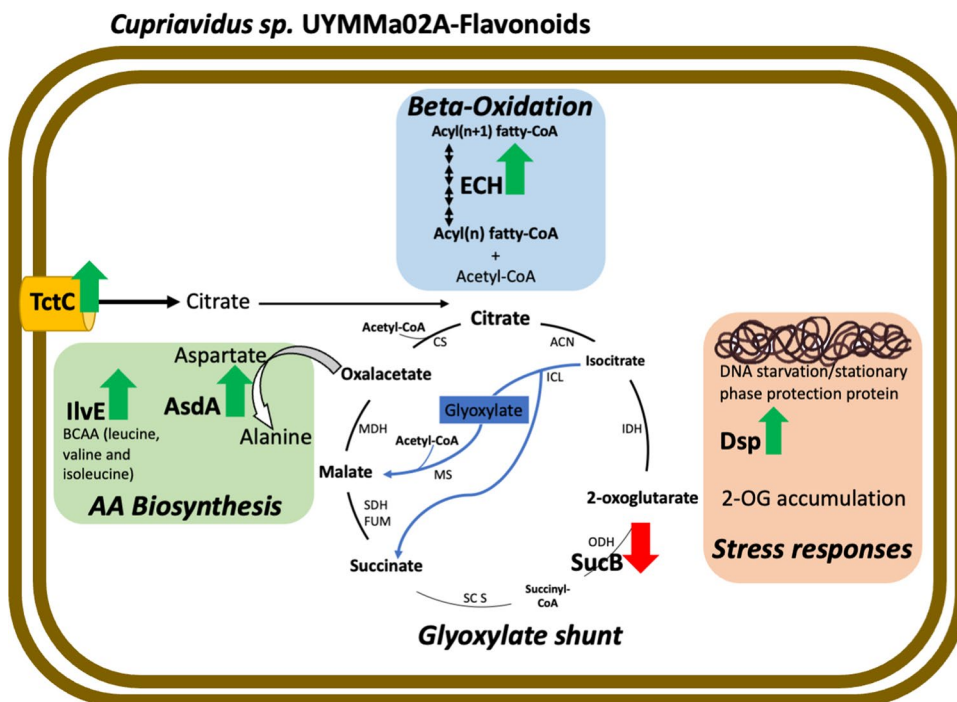 Cupriavidus sp. UYMMa02A-Flavonoids
Beta-Oxidation
Acyl(n+1) fatty-CoA
ECH
Acyl(n) fatty-CoA
+
Acetyl-CoA
TctC
Citrate
Citrate
Acetyl-CoA
CS
ACN
Oxalacetate
Isocitrate
ICL
Glyoxylate
MDH
IDH
Acetyl-CoA
Malate
MS
SDH
FUM
2-oxoglutarate
ODH
SucB
Succinate
Succinyl-
CoA
SC S
Glyoxylate shunt
Aspartate
IlvE
AsdA
BCAA (leucine,
valine and
isoleucine)
Alanine
AA Biosynthesis
DNA starvation/stationary
phase protection protein
Dsp
2-OG accumulation
Stress responses